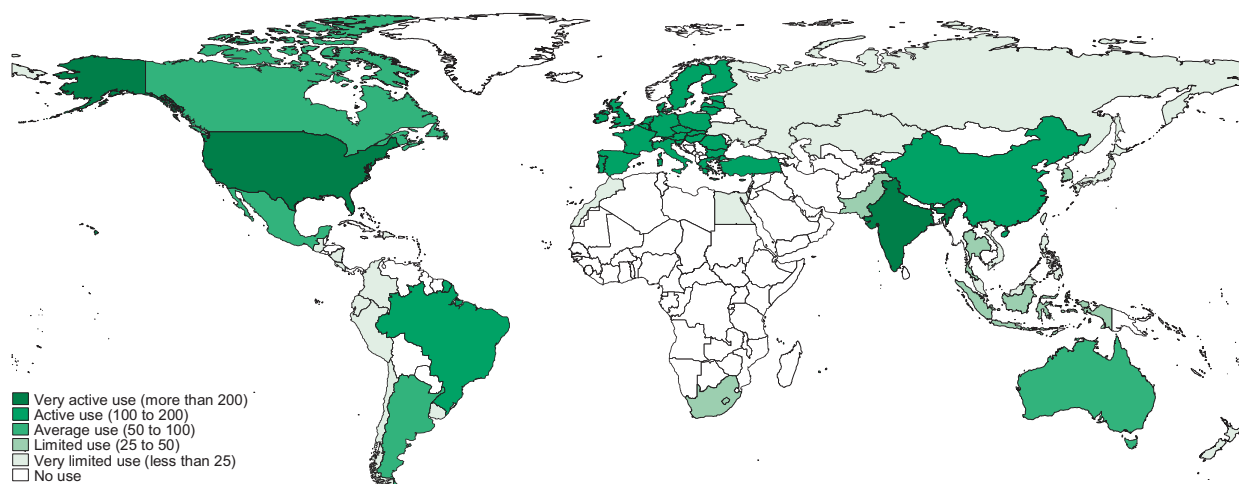 Very active use (more than 200)
Active use (100 to 200)
Average use (50 to 100)
Limited use (25 to 50)
Very limited use (less than 25)
No use